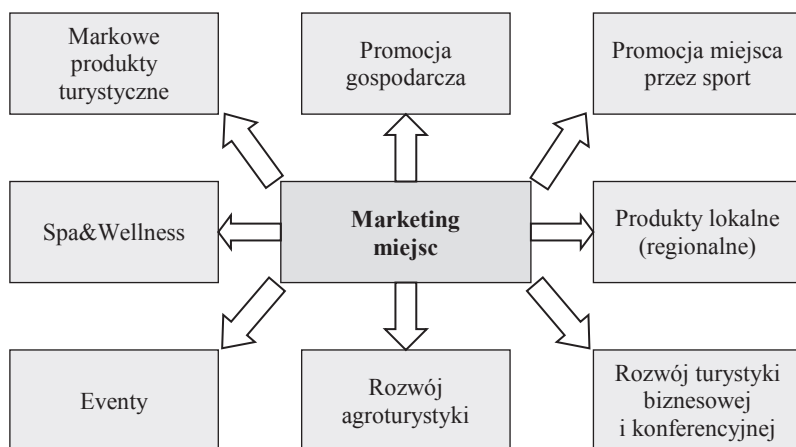 Markowe
produkty
turystyczne
Promocja
gospodarcza
Promocja miejsca
przez sport
Spa&Wellness
Marketing
miejsc
Produkty lokalne
(regionalne)
Eventy
Rozwój
agroturystyki
Rozwój turystyki
biznesowej
i konferencyjnej